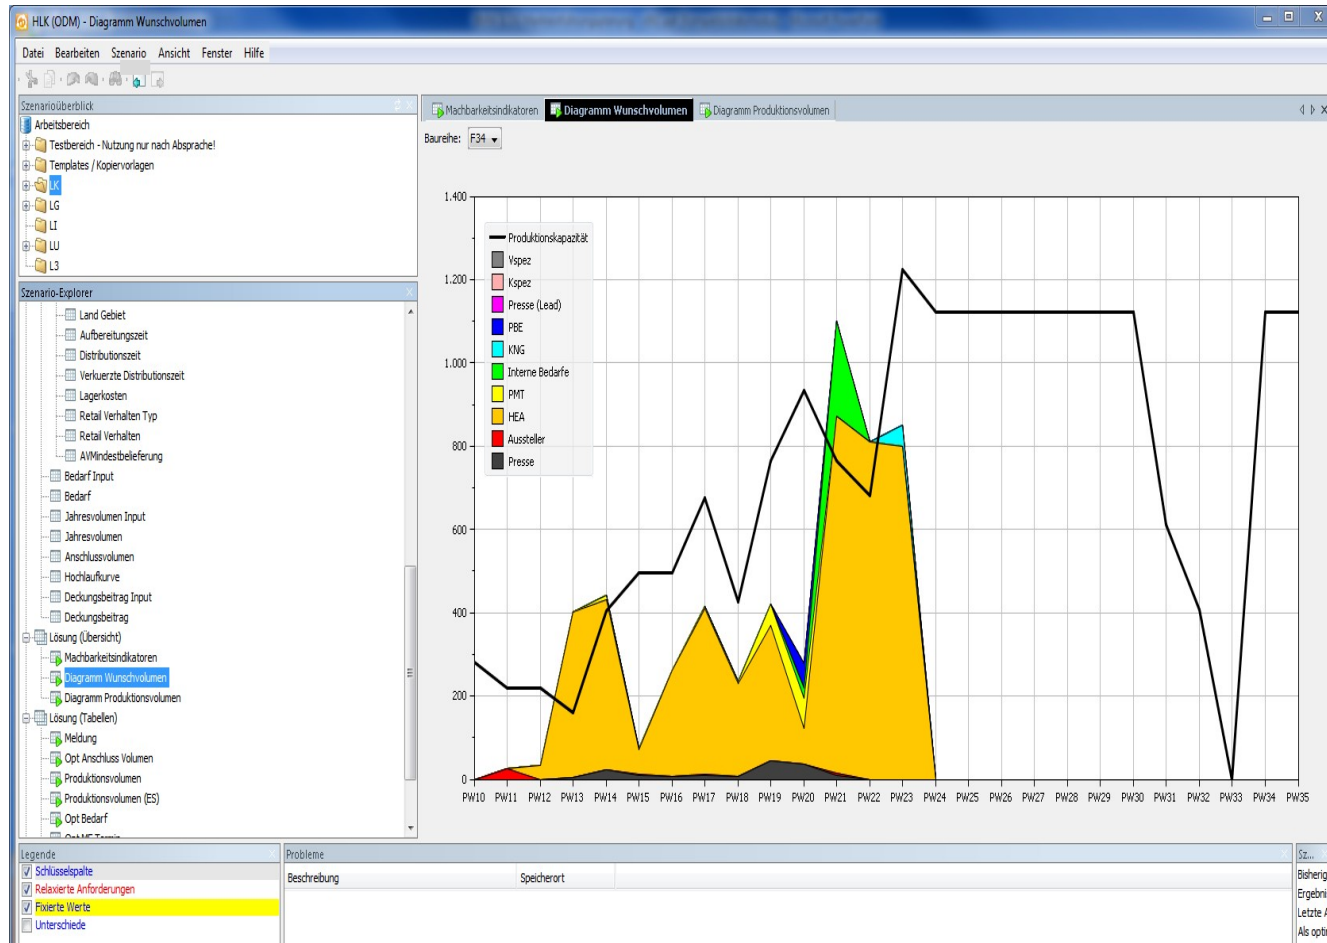 HLK (ODM) - Diagramm Wunschvolumen
Datei Bearbeiten Szenario Ansicht Fenster Hilfe
Szenarioüberblick
Arbeitsbereich
Testbereich - Nutzung nur nach Absprache!
Templates / Kopiervorlagen
LK
LG
LI
LU
L3
Szenario-Explorer
Land Gebiet
Aufbereitungszeit
Distributionszeit
Verkuerzte Distributionszeit
Lagerkosten
Retail Verhalten Typ
Retail Verhalten
AVMindestbelieferung
Bedarf Input
Bedarf
Jahresvolumen Input
Jahresvolumen
Anschlussvolumen
Hochlaufkurve
Deckungsbeitrag Input
Deckungsbeitrag
Lösung (Übersicht)
Machbarkeitsindikatoren
Diagramm Wunschvolumen
Diagramm Produktionsvolumen
Lösung (Tabellen)
Meldung
Opt Anschluss Volumen
Produktionsvolumen
Produktionsvolumen (ES)
Opt Bedarf
Machbarkeitsindikatoren Diagramm Wunschvolumen Diagramm Produktionsvolumen
Baureihe: F34
1.400
1.200
1.000
800
600
400
200
0
Produktionskapazität
Vspez
Kspez
Presse (Lead)
PBE
KNG
Interne Bedarfe
PMT
HEA
Aussteller
Presse
PW10 PW11 PW12 PW13 PW14 PW15 PW16 PW17 PW18 PW19 PW20 PW21 PW22 PW23 PW24 PW25 PW26 PW27 PW28 PW29 PW30 PW31 PW32 PW33 PW34 PW35
Legende
Schlüsselspalte
Relaxierte Anforderungen
Fixierte Werte
Unterschiede
Probleme
Beschreibung Speicherort
Sz...
Bisherig
Ergebni
Letzte A
Als opti